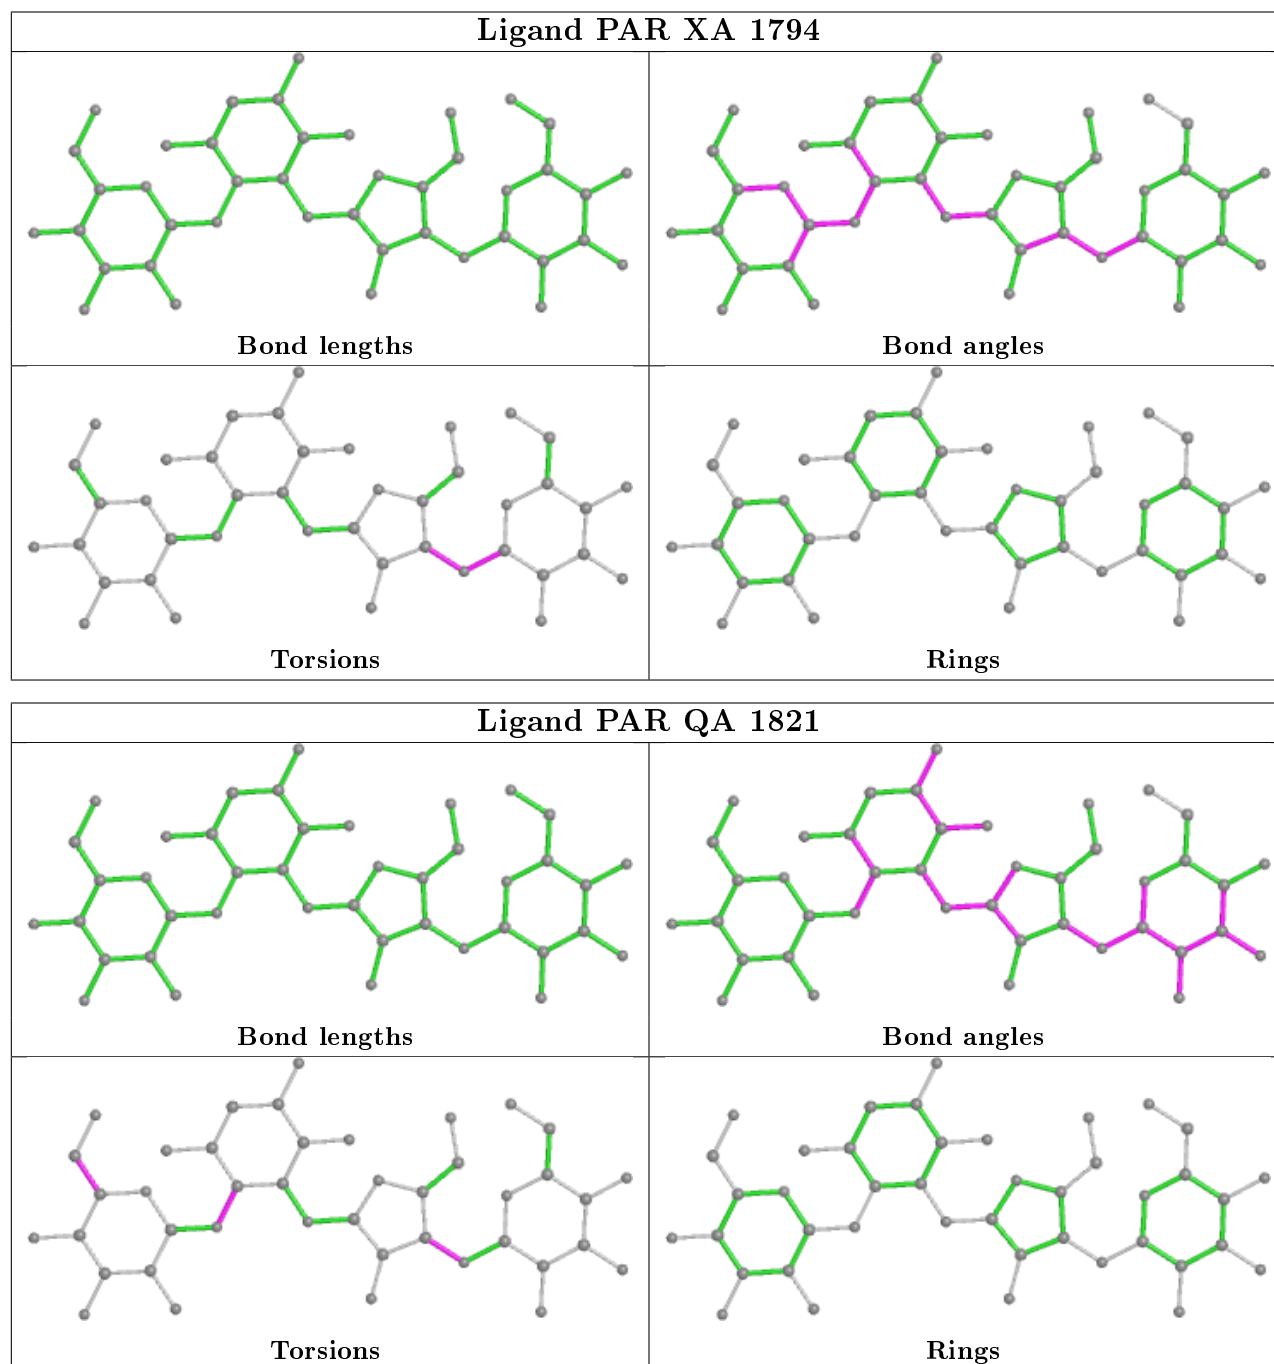 Ligand PAR XA 1794
Bond lengths
Bond angles
Torsions
Rings
Ligand PAR QA 1821
Bond lengths
Bond angles
Torsions
Rings